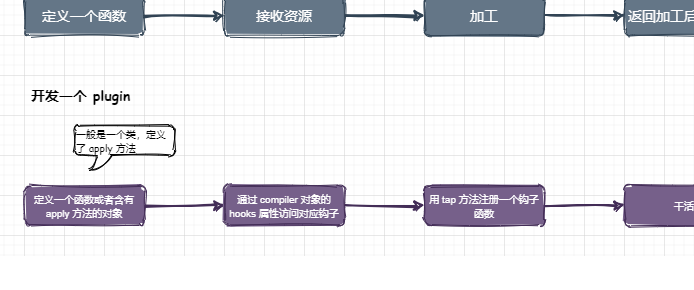 定义一个函数
接收资源
加工
返回加工后
开发一个 plugin
一般是一个类，定义
了 apply 方法
定义一个函数或者含有
apply 方法的对象
通过 compiler 对象的
hooks 属性访问对应钩子
用 tap 方法注册一个钩子
函数
干活